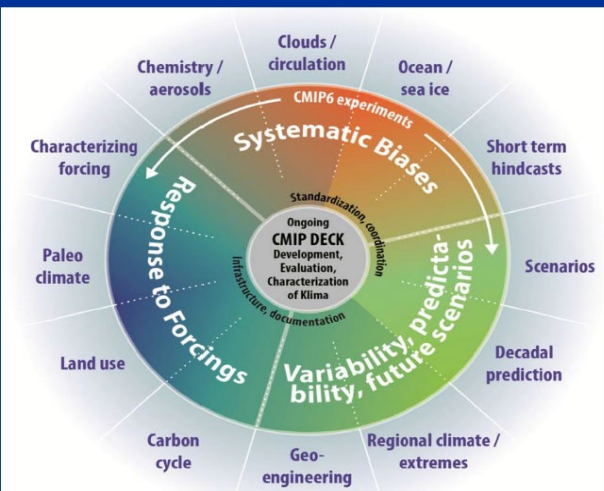 Clouds /
circulation
Ocean /
sea ice
Short term
hindcasts
Scenarios
Decadal
prediction
Regional climate /
extremes
Geo-
engineering
Carbon
cycle
Land use
Paleo
climate
Characterizing
forcing
Chemistry /
aerosols
CMIP6 experiments
Systematic Biases
Variability, predicta-
bility, future scenarios
Response to Forcings
Standardization, coordination
Infrastructure, documentation
Ongoing
CMIP DECK
Development,
Evaluation,
Characterization
of Klima